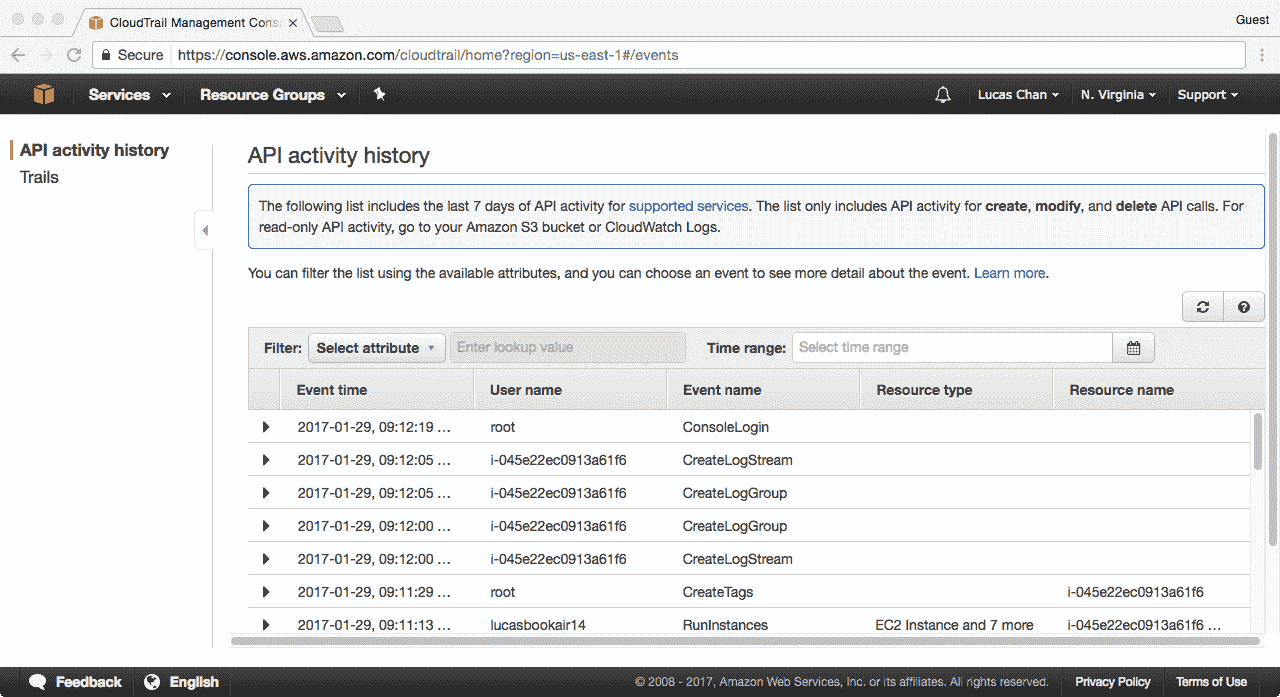 CloudTrail Management Cons
Guest
Secure https://console.aws.amazon.com/cloudtrail/home?region=us-east-1#/events
Services Resource Groups Lucas Chan N. Virginia Support
API activity history
Trails
API activity history
The following list includes the last 7 days of API activity for supported services. The list only includes API activity for create, modify, and delete API calls. For
read-only API activity, go to your Amazon S3 bucket or CloudWatch Logs.
You can filter the list using the available attributes, and you can choose an event to see more detail about the event. Learn more.
Filter: Select attribute Enter lookup value Time range: Select time range
Event time User name Event name Resource type Resource name
2017-01-29, 09:12:19 ... root ConsoleLogin
2017-01-29, 09:12:05 ... i-045e22ec0913a61f6 CreateLogStream
2017-01-29, 09:12:05 ... i-045e22ec0913a61f6 CreateLogGroup
2017-01-29, 09:12:00 ... i-045e22ec0913a61f6 CreateLogGroup
2017-01-29, 09:12:00 ... i-045e22ec0913a61f6 CreateLogStream
2017-01-29, 09:11:29 ... root CreateTags i-045e22ec0913a61f6
2017-01-29, 09:11:13 ... lucasbookair14 RunInstances EC2 Instance and 7 more i-045e22ec0913a61f6 ...
Feedback English © 2008 - 2017, Amazon Web Services, Inc. or its affiliates. All rights reserved. Privacy Policy Terms of Use